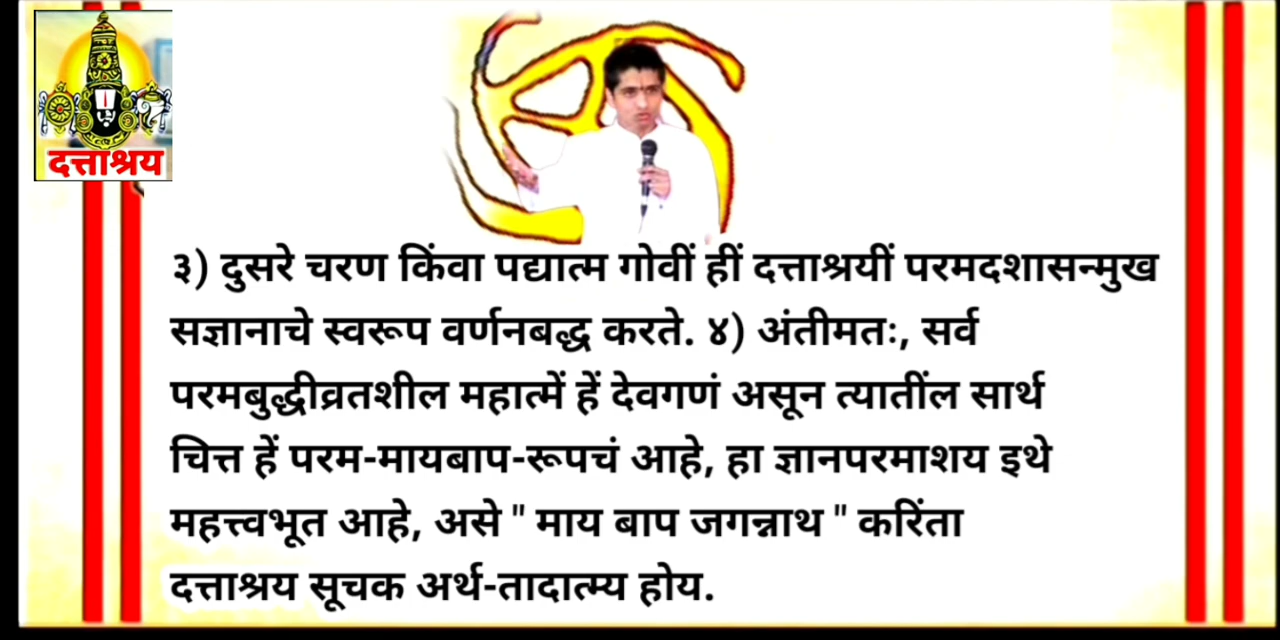 दत्ताश्रय
३) दुसरे चरण किंवा पद्यात्म गोवीं हीं दत्ताश्रयीं परमदशासन्मुख
सज्ञानाचे स्वरूप वर्णनबद्ध करते. ४) अंतीमतः, सर्व
परमबुद्धीव्रतशील महात्में हें देवगणं असून त्यातींल सार्थ
चित्त हें परम-मायबाप-रूपचं आहे, हा ज्ञानपरमाशय इथे
महत्त्वभूत आहे, असे " माय बाप जगन्नाथ " करिंता
दत्ताश्रय सूचक अर्थ-तादात्म्य होय.